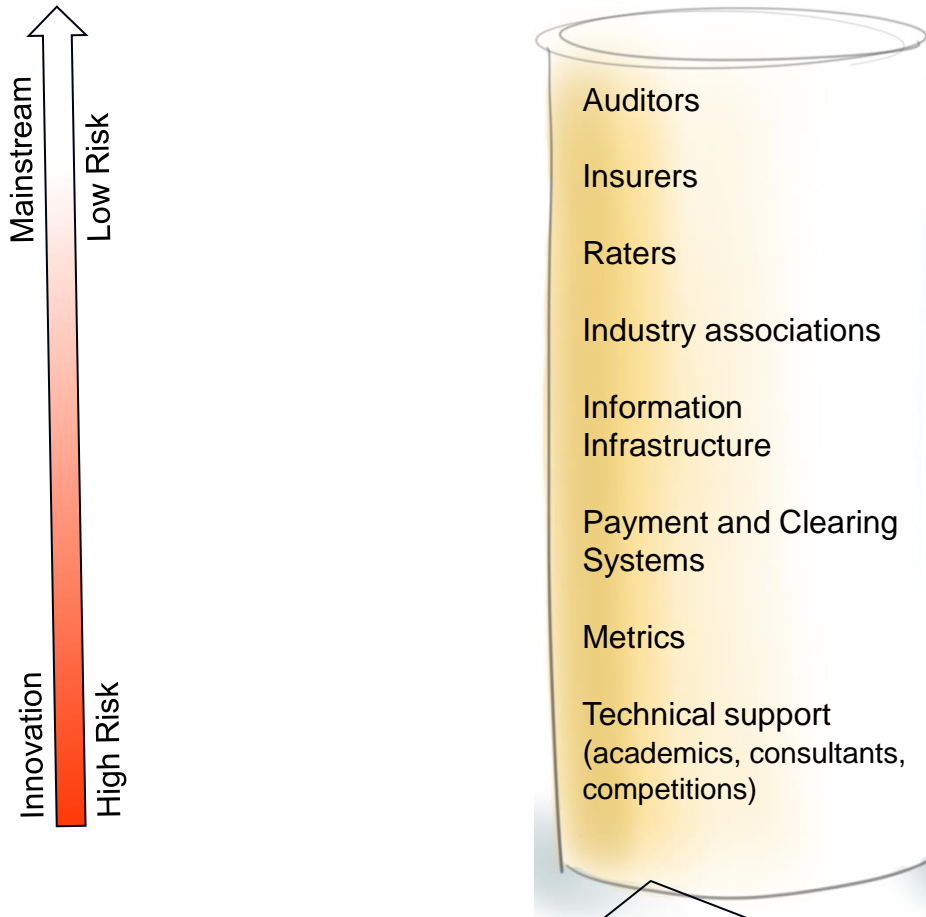 Mainstream
Low Risk
Innovation
High Risk
Auditors
Insurers
Raters
Industry associations
Information
Infrastructure
Payment and Clearing
Systems
Metrics
Technical support
(academics, consultants,
competitions)